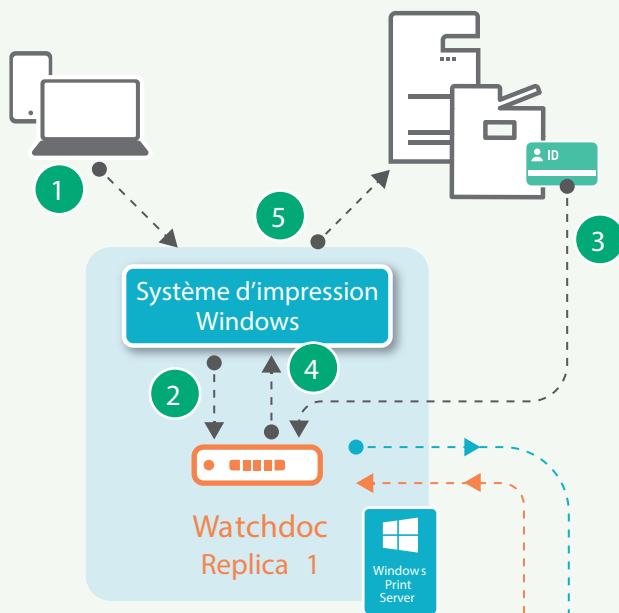 ID
1
5
3
Système d’impression
Windows
2
4
Watchdoc
Replica 1
Windows
Print
Server